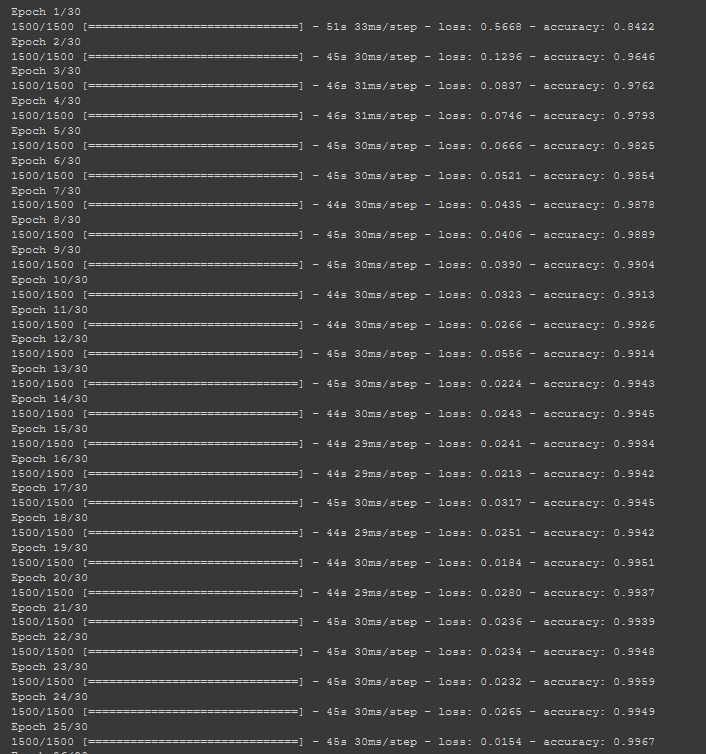 Epoch 1/30
1500/1500 [==============================] - 51s 33ms/step - loss: 0.5668 - accuracy: 0.8422
Epoch 2/30
1500/1500 [==============================] - 45s 30ms/step - loss: 0.1296 - accuracy: 0.9646
Epoch 3/30
1500/1500 [==============================] - 46s 31ms/step - loss: 0.0837 - accuracy: 0.9762
Epoch 4/30
1500/1500 [==============================] - 46s 31ms/step - loss: 0.0746 - accuracy: 0.9793
Epoch 5/30
1500/1500 [==============================] - 45s 30ms/step - loss: 0.0666 - accuracy: 0.9825
Epoch 6/30
1500/1500 [==============================] - 45s 30ms/step - loss: 0.0521 - accuracy: 0.9854
Epoch 7/30
1500/1500 [==============================] - 44s 30ms/step - loss: 0.0435 - accuracy: 0.9878
Epoch 8/30
1500/1500 [==============================] - 45s 30ms/step - loss: 0.0406 - accuracy: 0.9889
Epoch 9/30
1500/1500 [==============================] - 45s 30ms/step - loss: 0.0390 - accuracy: 0.9904
Epoch 10/30
1500/1500 [==============================] - 44s 30ms/step - loss: 0.0323 - accuracy: 0.9913
Epoch 11/30
1500/1500 [==============================] - 44s 30ms/step - loss: 0.0266 - accuracy: 0.9926
Epoch 12/30
1500/1500 [==============================] - 45s 30ms/step - loss: 0.0556 - accuracy: 0.9914
Epoch 13/30
1500/1500 [==============================] - 45s 30ms/step - loss: 0.0224 - accuracy: 0.9943
Epoch 14/30
1500/1500 [==============================] - 44s 30ms/step - loss: 0.0243 - accuracy: 0.9945
Epoch 15/30
1500/1500 [==============================] - 44s 29ms/step - loss: 0.0241 - accuracy: 0.9934
Epoch 16/30
1500/1500 [==============================] - 44s 29ms/step - loss: 0.0213 - accuracy: 0.9942
Epoch 17/30
1500/1500 [==============================] - 45s 30ms/step - loss: 0.0317 - accuracy: 0.9945
Epoch 18/30
1500/1500 [==============================] - 44s 29ms/step - loss: 0.0251 - accuracy: 0.9942
Epoch 19/30
1500/1500 [==============================] - 44s 30ms/step - loss: 0.0184 - accuracy: 0.9951
Epoch 20/30
1500/1500 [==============================] - 44s 29ms/step - loss: 0.0280 - accuracy: 0.9937
Epoch 21/30
1500/1500 [==============================] - 45s 30ms/step - loss: 0.0236 - accuracy: 0.9939
Epoch 22/30
1500/1500 [==============================] - 45s 30ms/step - loss: 0.0234 - accuracy: 0.9948
Epoch 23/30
1500/1500 [==============================] - 45s 30ms/step - loss: 0.0232 - accuracy: 0.9959
Epoch 24/30
1500/1500 [==============================] - 45s 30ms/step - loss: 0.0265 - accuracy: 0.9949
Epoch 25/30
1500/1500 [==============================] - 45s 30ms/step - loss: 0.0154 - accuracy: 0.9967